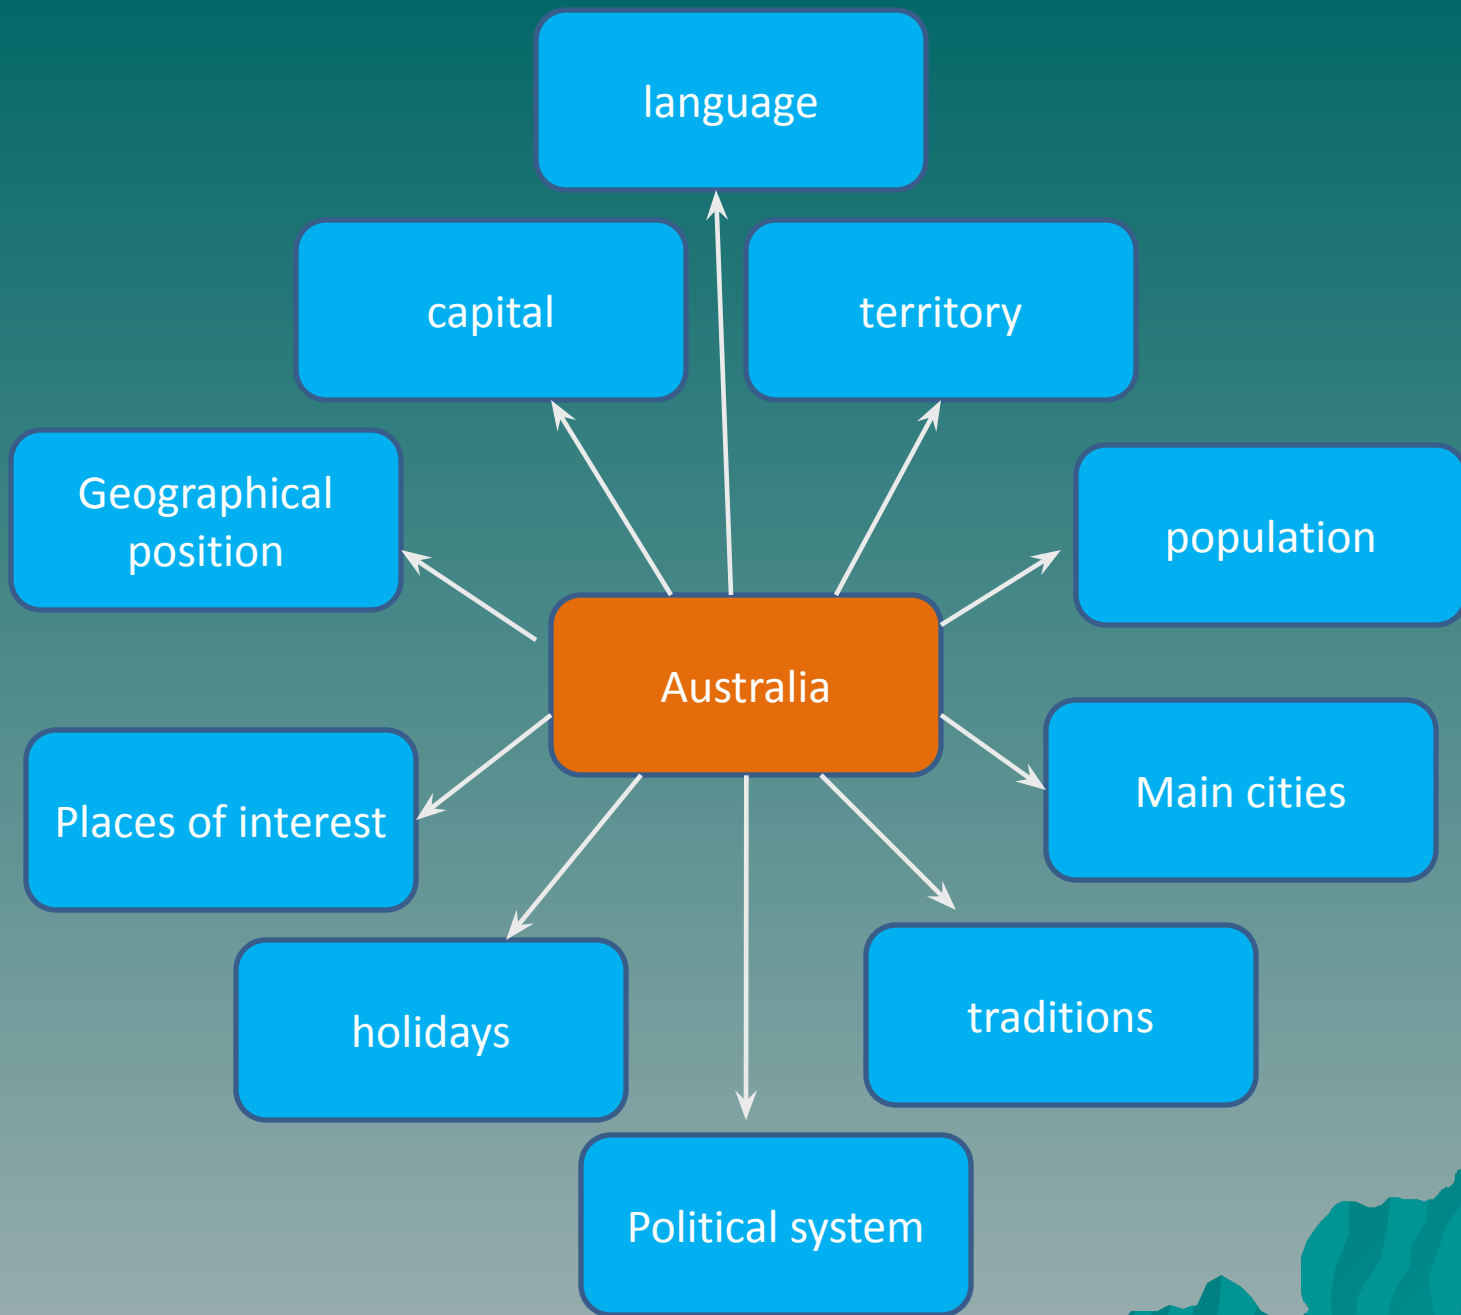 language
capital
territory
Geographical
position
population
Australia
Main cities
Places of interest
traditions
holidays
Political system